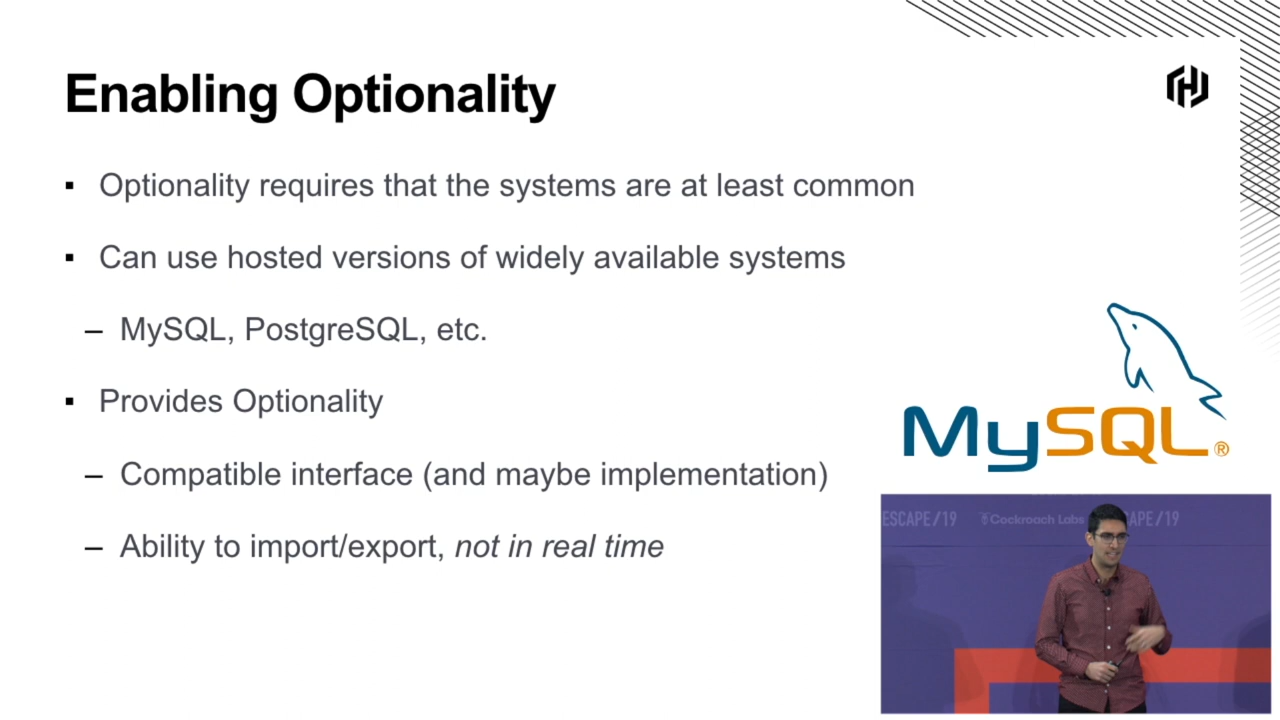 Enabling Optionality
▪ Optionality requires that the systems are at least common
▪ Can use hosted versions of widely available systems
– MySQL, PostgreSQL, etc.
▪ Provides Optionality
– Compatible interface (and maybe implementation)
– Ability to import/export, not in real time
MySQL®
ESCAPE/19 Cockroach Labs APE/19